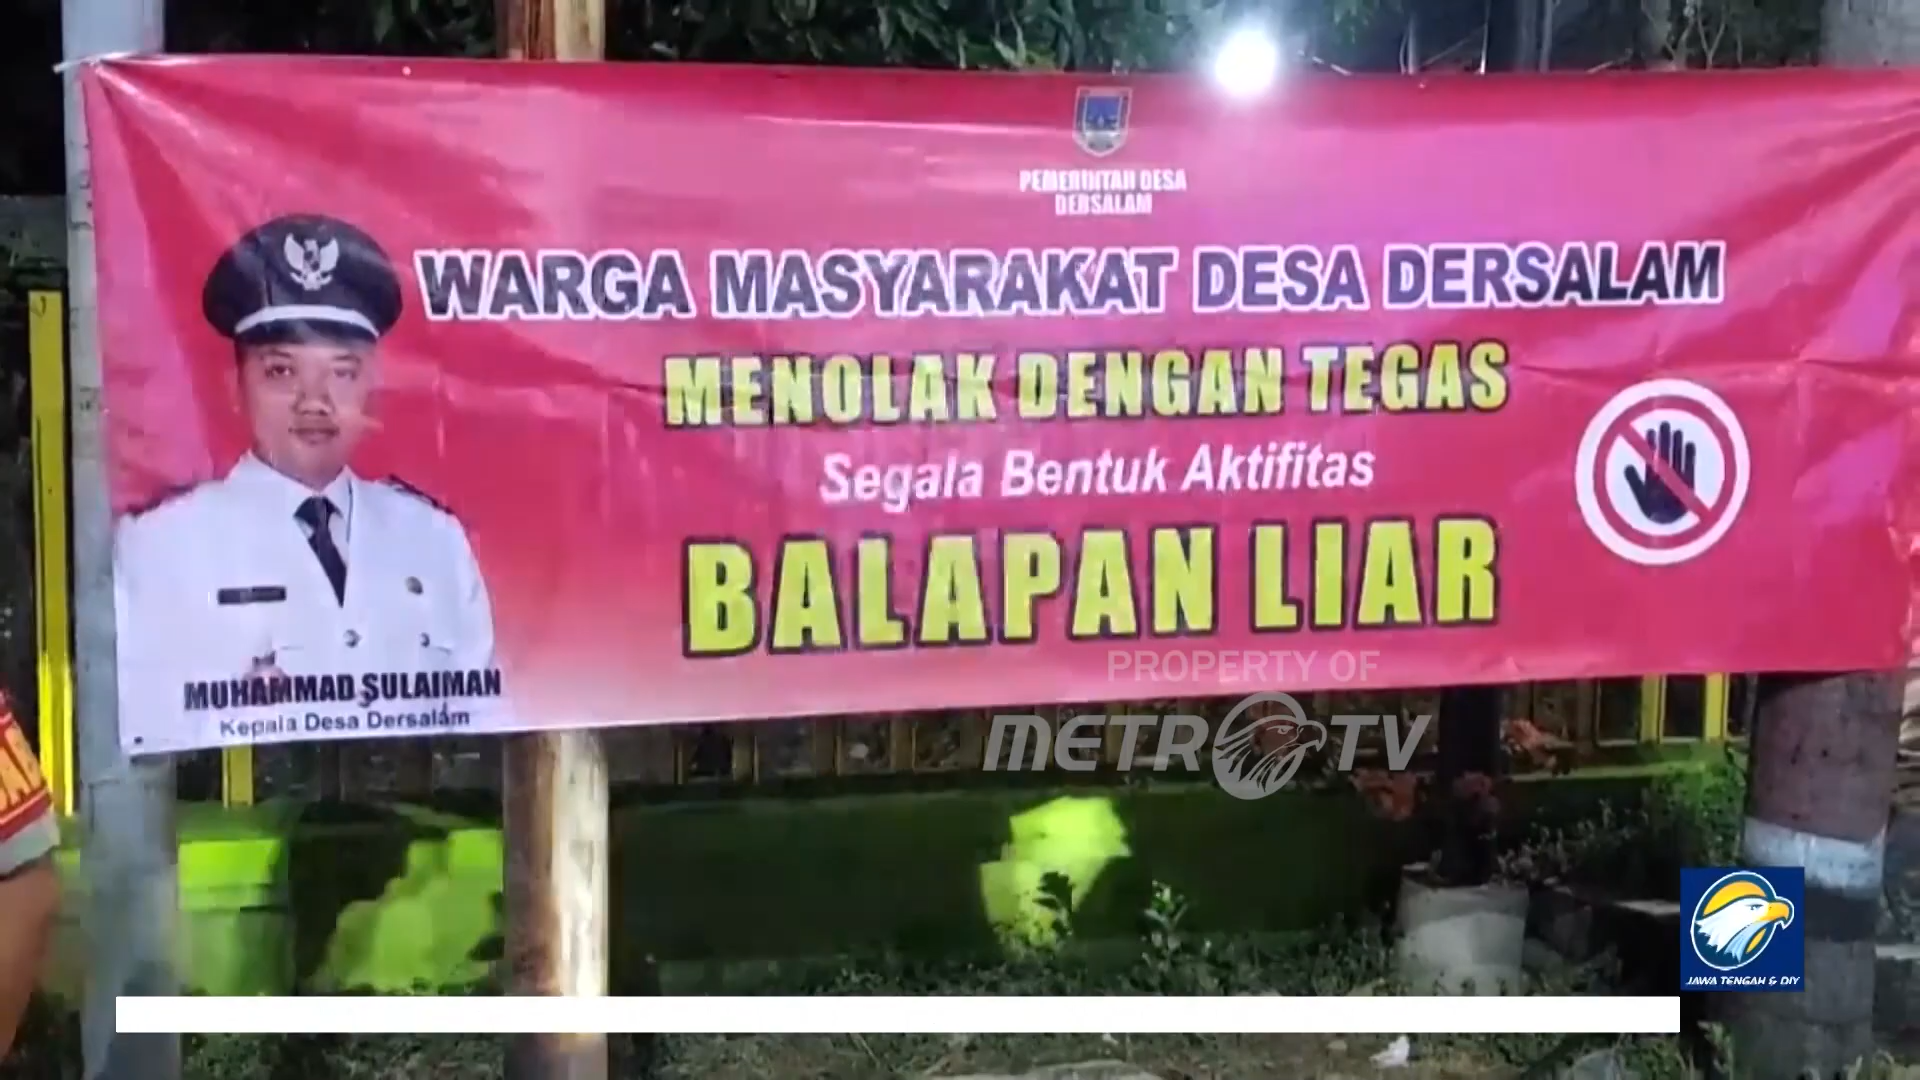 PEMERINTAH DESA
DERSALAM
WARGA MASYARAKAT DESA DERSALAM
MENOLAK DENGAN TEGAS
Segala Bentuk Aktifitas
BALAPAN LIAR
MUHAMMAD SULAIMAN
Kepala Desa Dersalam
PROPERTY OF
METRO TV
JAWA TENGAH & DIY